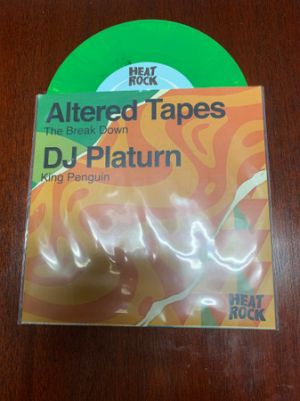 HEAT
ROCK
Altered Tapes
The Break Down
DJ Platurn
King Penguin
HEAT
ROCK